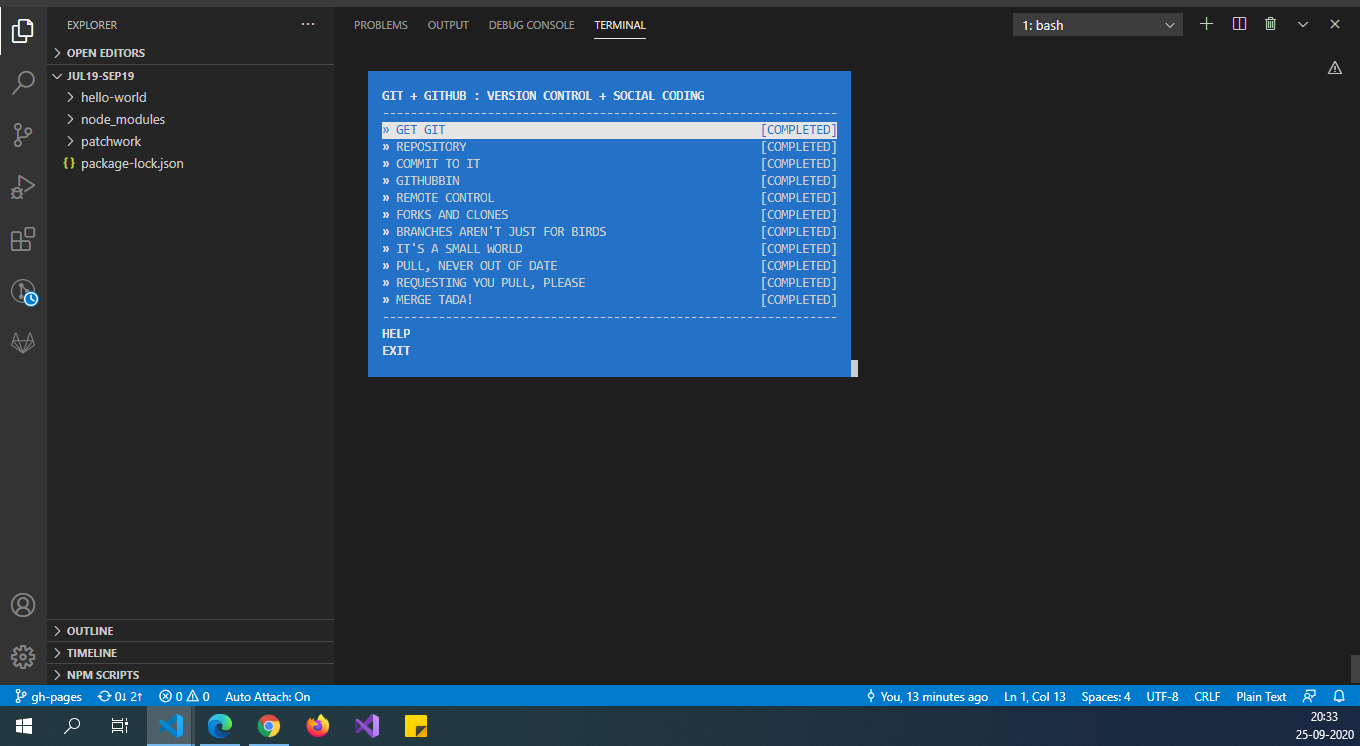 EXPLORER
OPEN EDITORS
JUL19-SEP19
hello-world
node_modules
patchwork
{} package-lock.json
OUTLINE
TIMELINE
NPM SCRIPTS
PROBLEMS OUTPUT DEBUG CONSOLE TERMINAL 1: bash
GIT + GITHUB : VERSION CONTROL + SOCIAL CODING
----------------------------------------------------------------
» GET GIT [COMPLETED]
» REPOSITORY [COMPLETED]
» COMMIT TO IT [COMPLETED]
» GITHUBBIN [COMPLETED]
» REMOTE CONTROL [COMPLETED]
» FORKS AND CLONES [COMPLETED]
» BRANCHES AREN'T JUST FOR BIRDS [COMPLETED]
» IT'S A SMALL WORLD [COMPLETED]
» PULL, NEVER OUT OF DATE [COMPLETED]
» REQUESTING YOU PULL, PLEASE [COMPLETED]
» MERGE TADA! [COMPLETED]
----------------------------------------------------------------
HELP
EXIT
gh-pages 0↓ 2↑ 0 0 Auto Attach: On You, 13 minutes ago Ln 1, Col 13 Spaces: 4 UTF-8 CRLF Plain Text
20:33
25-09-2020